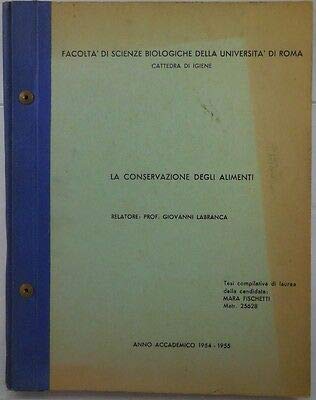 FACOLTA' DI SCIENZE BIOLOGICHE DELLA UNIVERSITA' DI ROMA
CATTEDRA DI IGIENE
LA CONSERVAZIONE DEGLI ALIMENTI
RELATORE: PROF. GIOVANNI LABRANCA
Tesi compilativa di laurea
della candidata:
MARA FISCHETTI
Matr. 25628
ANNO ACCADEMICO 1954 - 1955